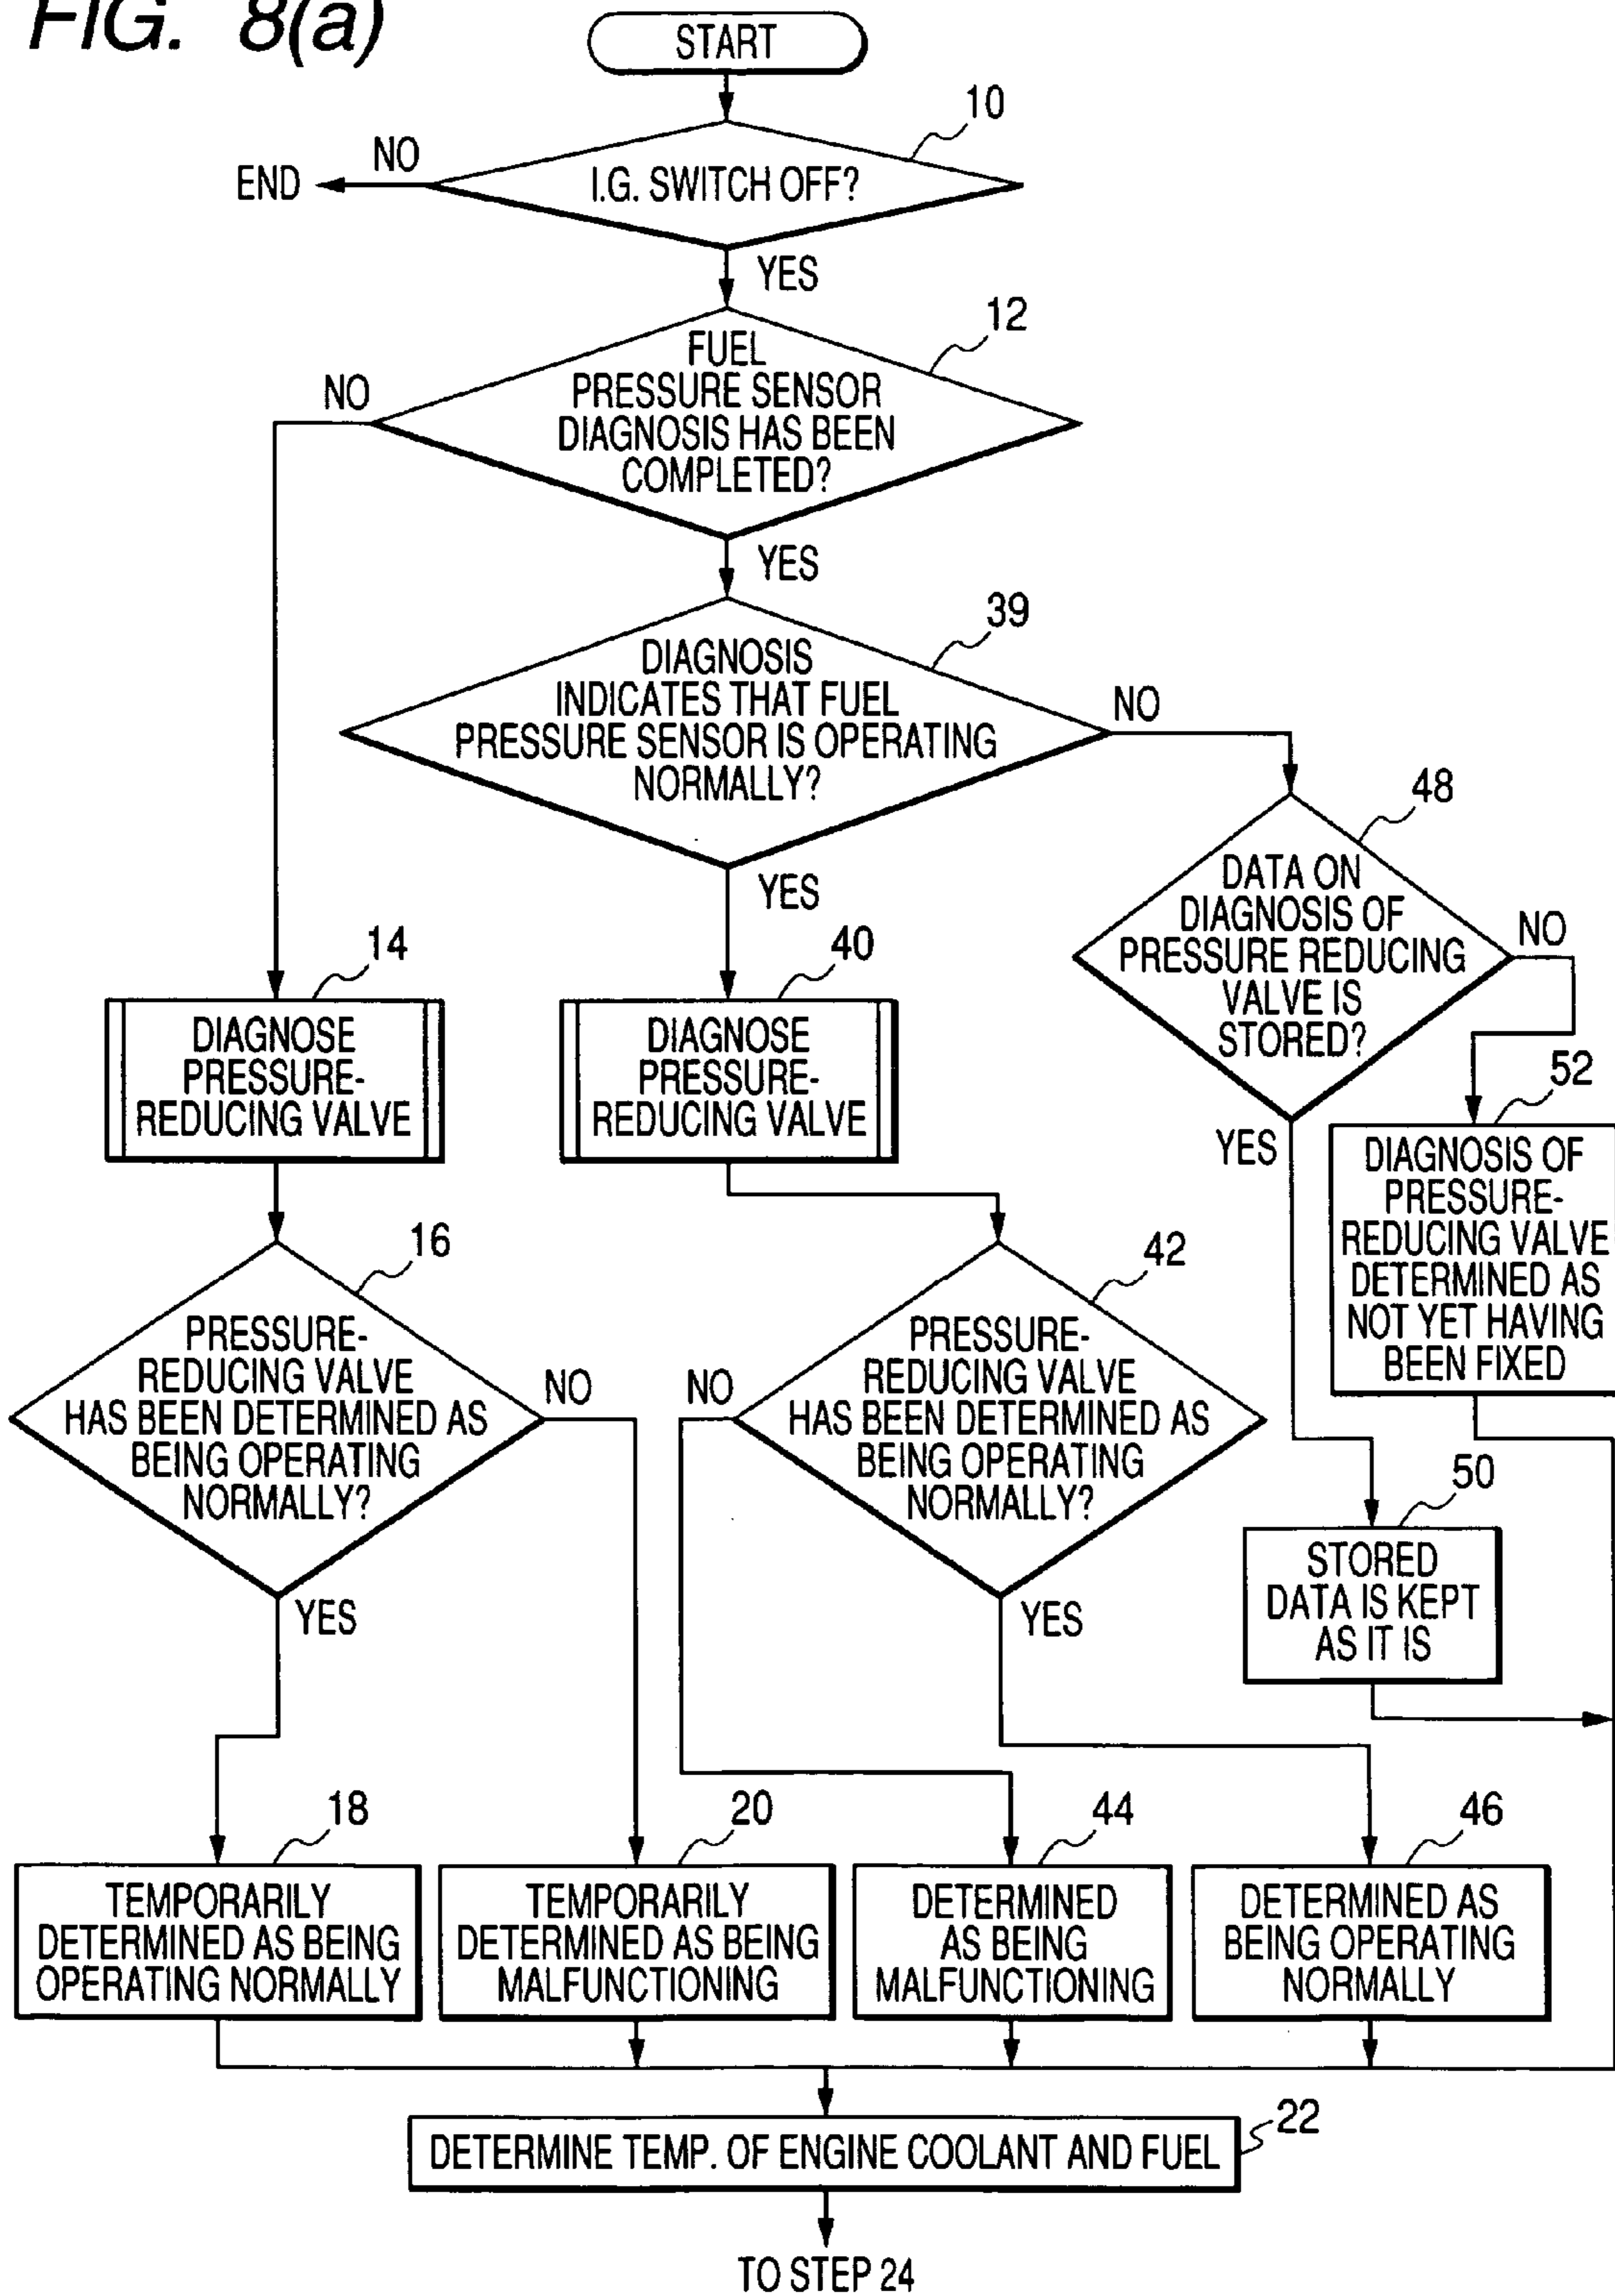 FIG. 8(a)
START
10
I.G. SWITCH OFF?
NO
END
YES
12
FUEL
PRESSURE SENSOR
DIAGNOSIS HAS BEEN
COMPLETED?
NO
YES
39
DIAGNOSIS
INDICATES THAT FUEL
PRESSURE SENSOR IS OPERATING
NORMALLY?
NO
YES
48
DATA ON
DIAGNOSIS OF
PRESSURE REDUCING
VALVE IS
STORED?
NO
YES
14
DIAGNOSE
PRESSURE-
REDUCING VALVE
40
DIAGNOSE
PRESSURE-
REDUCING VALVE
52
DIAGNOSIS OF
PRESSURE-
REDUCING VALVE
DETERMINED AS
NOT YET HAVING
BEEN FIXED
16
PRESSURE-
REDUCING VALVE
HAS BEEN DETERMINED AS
BEING OPERATING
NORMALLY?
NO
YES
42
PRESSURE-
REDUCING VALVE
HAS BEEN DETERMINED AS
BEING OPERATING
NORMALLY?
NO
YES
50
STORED
DATA IS KEPT
AS IT IS
18
TEMPORARILY
DETERMINED AS BEING
OPERATING NORMALLY
20
TEMPORARILY
DETERMINED AS BEING
MALFUNCTIONING
44
DETERMINED
AS BEING
MALFUNCTIONING
46
DETERMINED AS
BEING OPERATING
NORMALLY
22
DETERMINE TEMP. OF ENGINE COOLANT AND FUEL
TO STEP 24